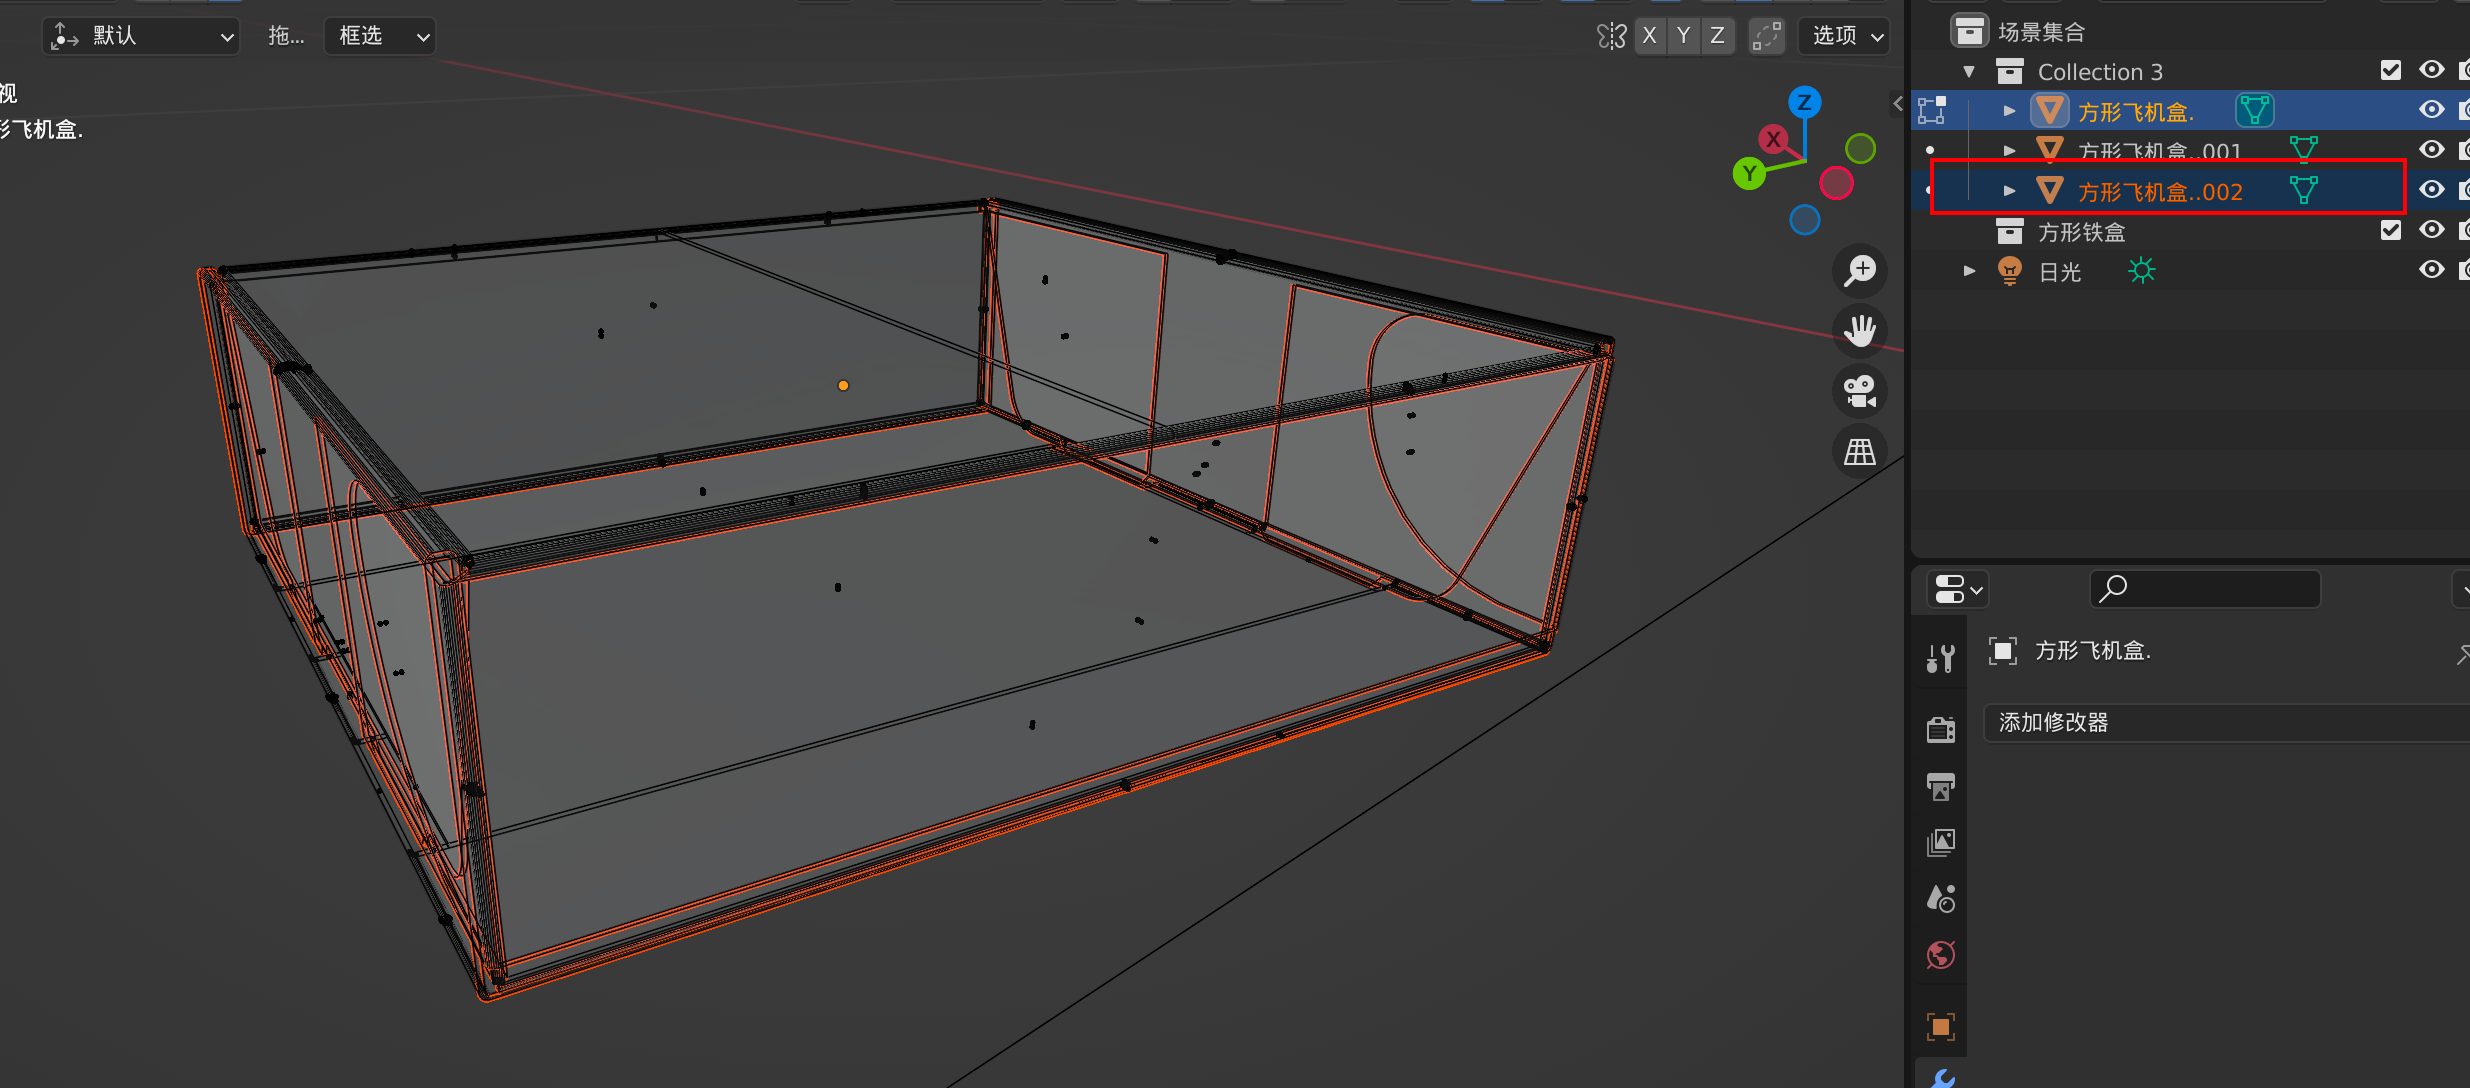 默认
拖...
框选
X
Y
Z
选项
视
形飞机盒.
Z
X
Y
场景集合
Collection 3
方形飞机盒.
方形飞机盒..001
方形飞机盒..002
方形铁盒
日光
方形飞机盒.
添加修改器